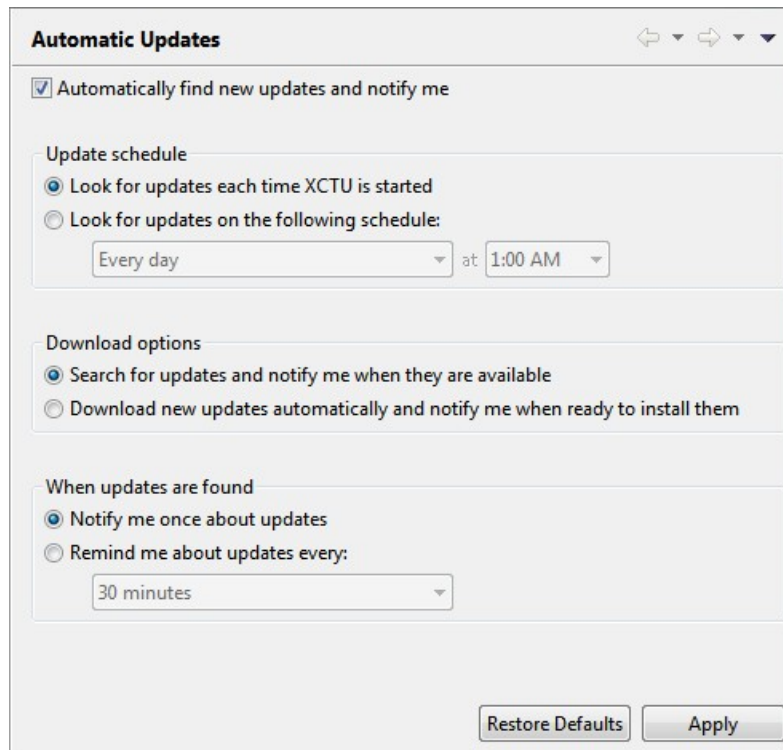 Automatic Updates
Automatically find new updates and notify me
Update schedule
Look for updates each time XCTU is started
Look for updates on the following schedule:
Every day at 1:00 AM
Download options
Search for updates and notify me when they are available
Download new updates automatically and notify me when ready to install them
When updates are found
Notify me once about updates
Remind me about updates every:
30 minutes
Restore Defaults Apply